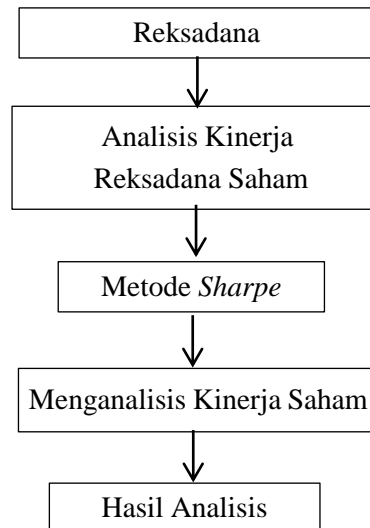 Reksadana
Analisis Kinerja
Reksadana Saham
Metode Sharpe
Menganalisis Kinerja Saham
Hasil Analisis